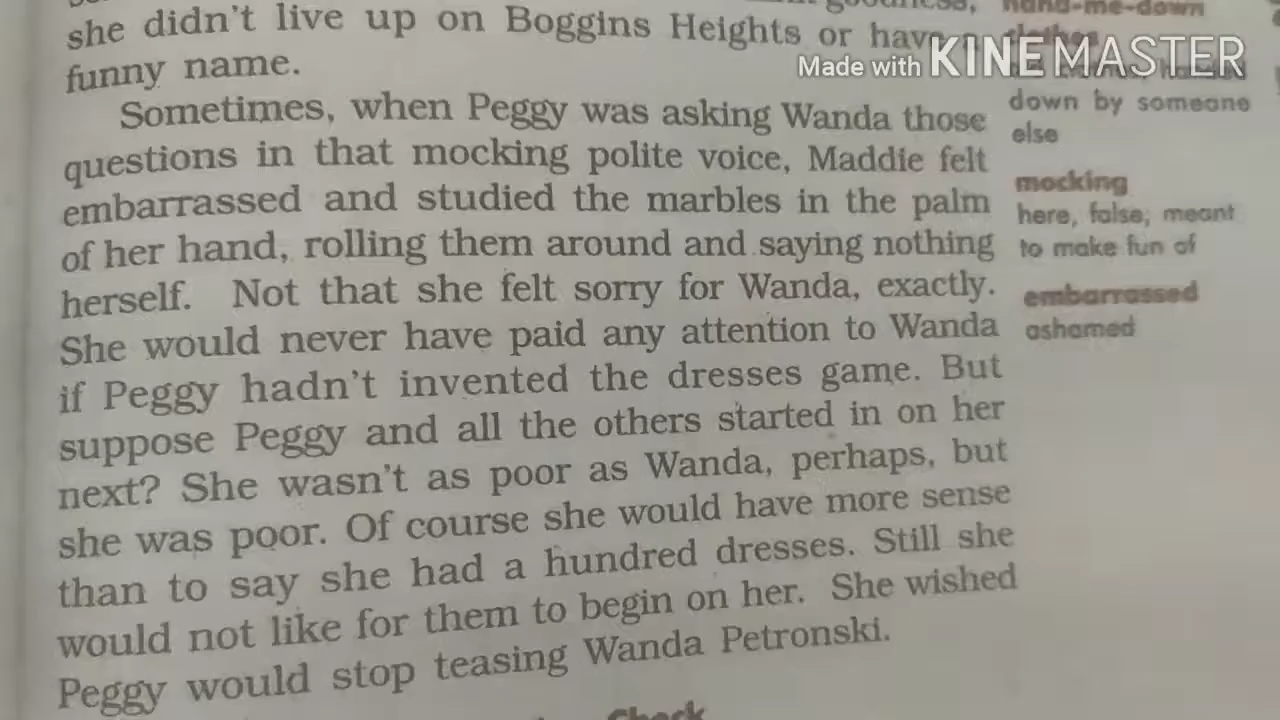 she didn't live up on Boggins Heights or have a
funny name.
Sometimes, when Peggy was asking Wanda those
questions in that mocking polite voice, Maddie felt
embarrassed and studied the marbles in the palm
of her hand, rolling them around and saying nothing
herself. Not that she felt sorry for Wanda, exactly.
She would never have paid any attention to Wanda
if Peggy hadn't invented the dresses game. But
suppose Peggy and all the others started in on her
next? She wasn't as poor as Wanda, perhaps, but
she was poor. Of course she would have more sense
than to say she had a hundred dresses. Still she
would not like for them to begin on her. She wished
Peggy would stop teasing Wanda Petronski.
hand-me-down
clothes
down by someone
else
mocking
here, false; meant
to make fun of
embarrassed
ashamed
Made with KINEMASTER
Check